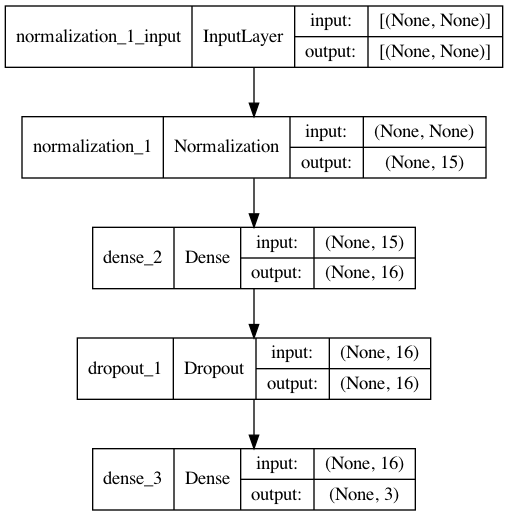 normalization_1_input InputLayer input: [(None, None)]
output: [(None, None)]
normalization_1 Normalization input: (None, None)
output: (None, 15)
dense_2 Dense input: (None, 15)
output: (None, 16)
dropout_1 Dropout input: (None, 16)
output: (None, 16)
dense_3 Dense input: (None, 16)
output: (None, 3)